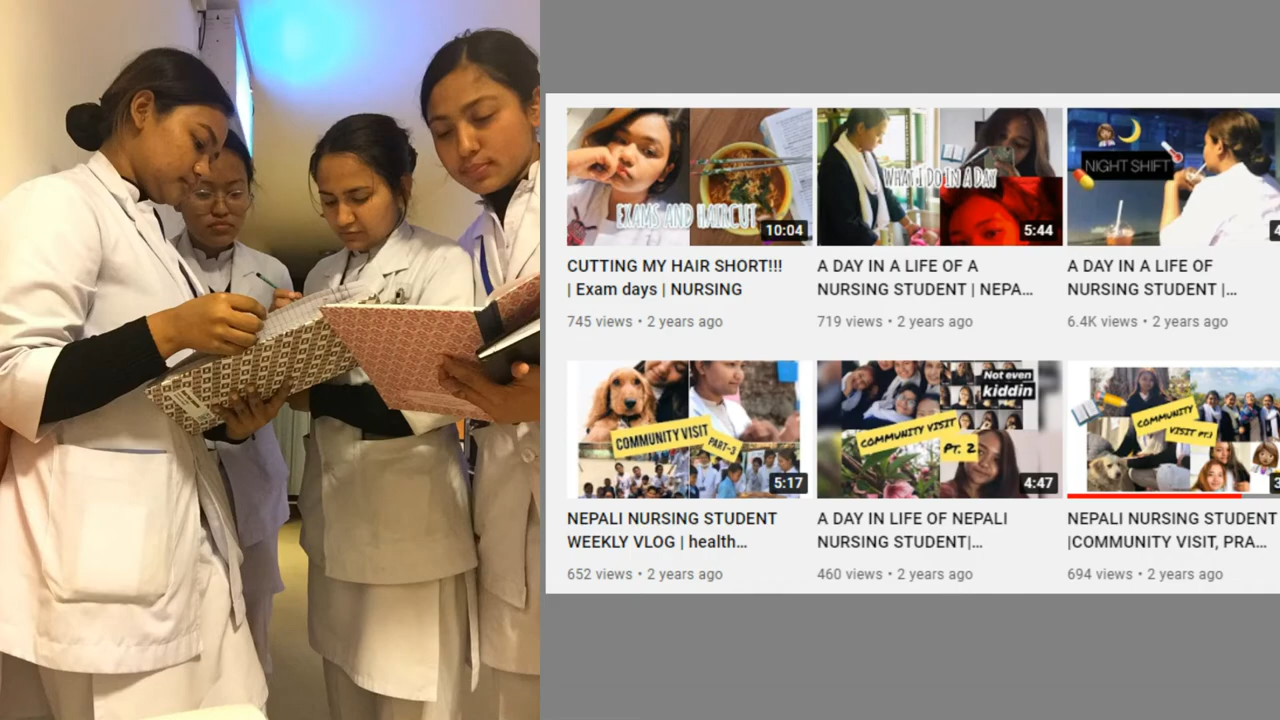 EXAMS AND HAIRCUT
10:04
CUTTING MY HAIR SHORT!!!
| Exam days | NURSING
745 views • 2 years ago
WHAT I DO IN A DAY
5:44
A DAY IN A LIFE OF A
NURSING STUDENT | NEPA...
719 views • 2 years ago
NIGHT SHIFT
4
A DAY IN A LIFE OF
NURSING STUDENT |...
6.4K views • 2 years ago
COMMUNITY VISIT
PART-3
5:17
NEPALI NURSING STUDENT
WEEKLY VLOG | health...
652 views • 2 years ago
Not even
kiddin
COMMUNITY VISIT
Pt. 2
4:47
A DAY IN LIFE OF NEPALI
NURSING STUDENT|...
460 views • 2 years ago
COMMUNITY
VISIT PT.1
3
NEPALI NURSING STUDENT
|COMMUNITY VISIT, PRA...
694 views • 2 years ago